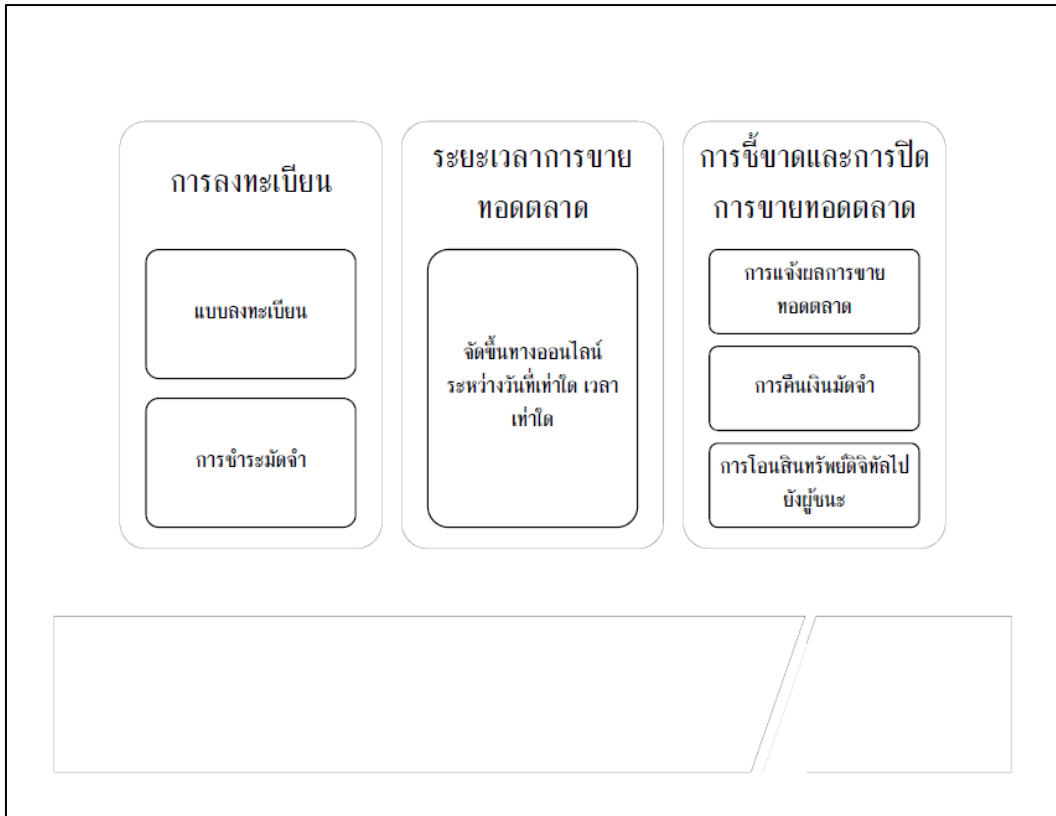 การลงทะเบียน
แบบลงทะเบียน
การชำระมัดจำ
ระยะเวลาการขาย
ทอดตลาด
จัดขึ้นทางออนไลน์
ระหว่างวันที่เท่าใด เวลา
เท่าใด
การชี้ขาดและการปิด
การขายทอดตลาด
การแจ้งผลการขาย
ทอดตลาด
การคืนเงินมัดจำ
การโอนสินทรัพย์ดิจิทัลไป
ยังผู้ชนะ